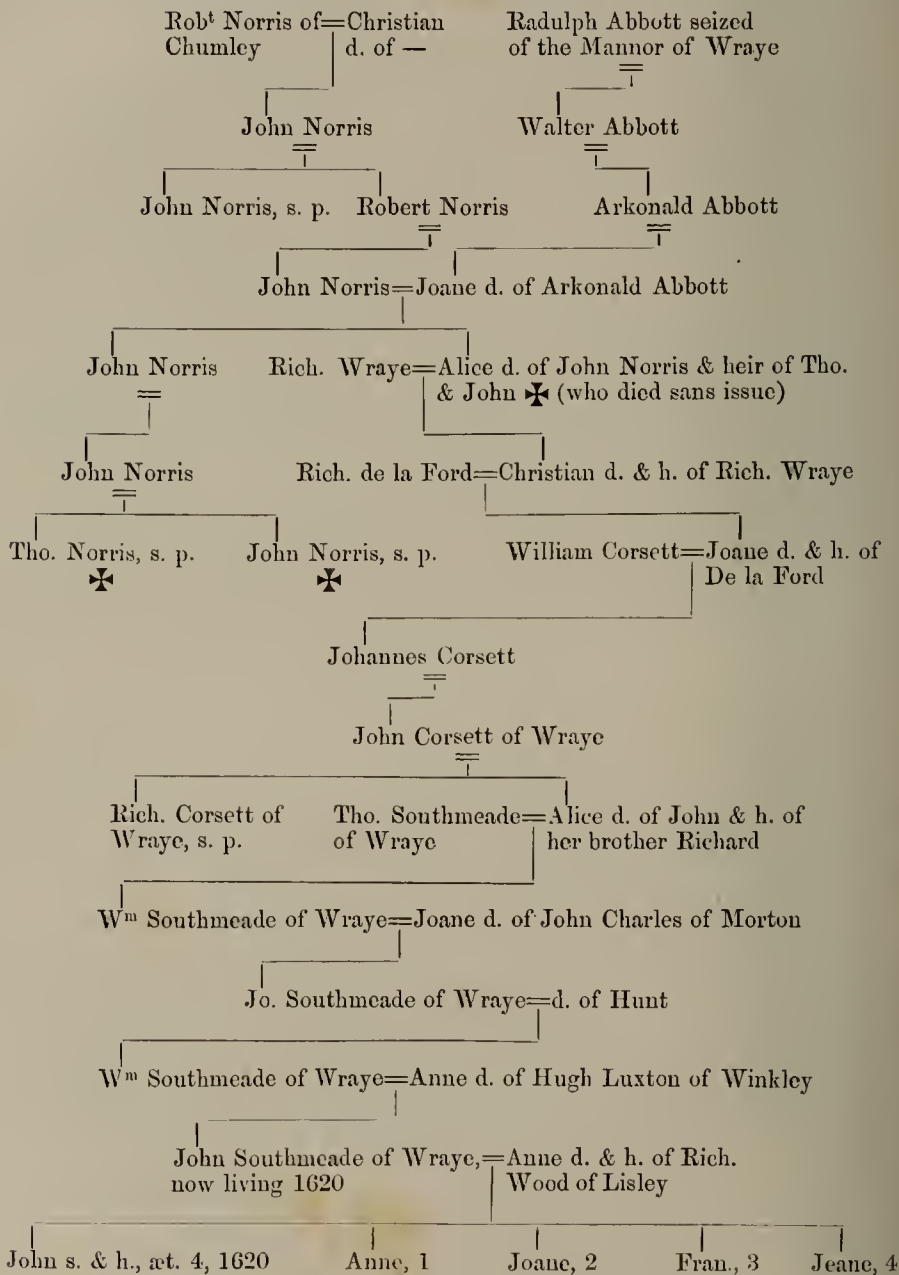 Robt Norris of=Christian Radulph Abbott seized
Chumley d. of — of the Mannor of Wraye
John Norris Walter Abbott
John Norris, s. p. Robert Norris Arkonald Abbott
John Norris=Joane d. of Arkonald Abbott
John Norris Rich. Wraye=Alice d. of John Norris & heir of Tho.
& John ✠ (who died sans issue)
John Norris Rich. de la Ford=Christian d. & h. of Rich. Wraye
Tho. Norris, s. p. John Norris, s. p. William Corsett=Joane d. & h. of
✠ ✠ De la Ford
Johannes Corsett
John Corsett of Wraye
Rich. Corsett of Tho. Southmeade=Alice d. of John & h. of
Wraye, s. p. of Wraye her brother Richard
Wm Southmeade of Wraye=Joane d. of John Charles of Morton
Jo. Southmeade of Wraye=d. of Hunt
Wm Southmeade of Wraye=Anne d. of Hugh Luxton of Winkley
John Southmeade of Wraye,=Anne d. & h. of Rich.
now living 1620 Wood of Lisley
John s. & h., æt. 4, 1620 Anne, 1 Joane, 2 Fran., 3 Jeane, 4